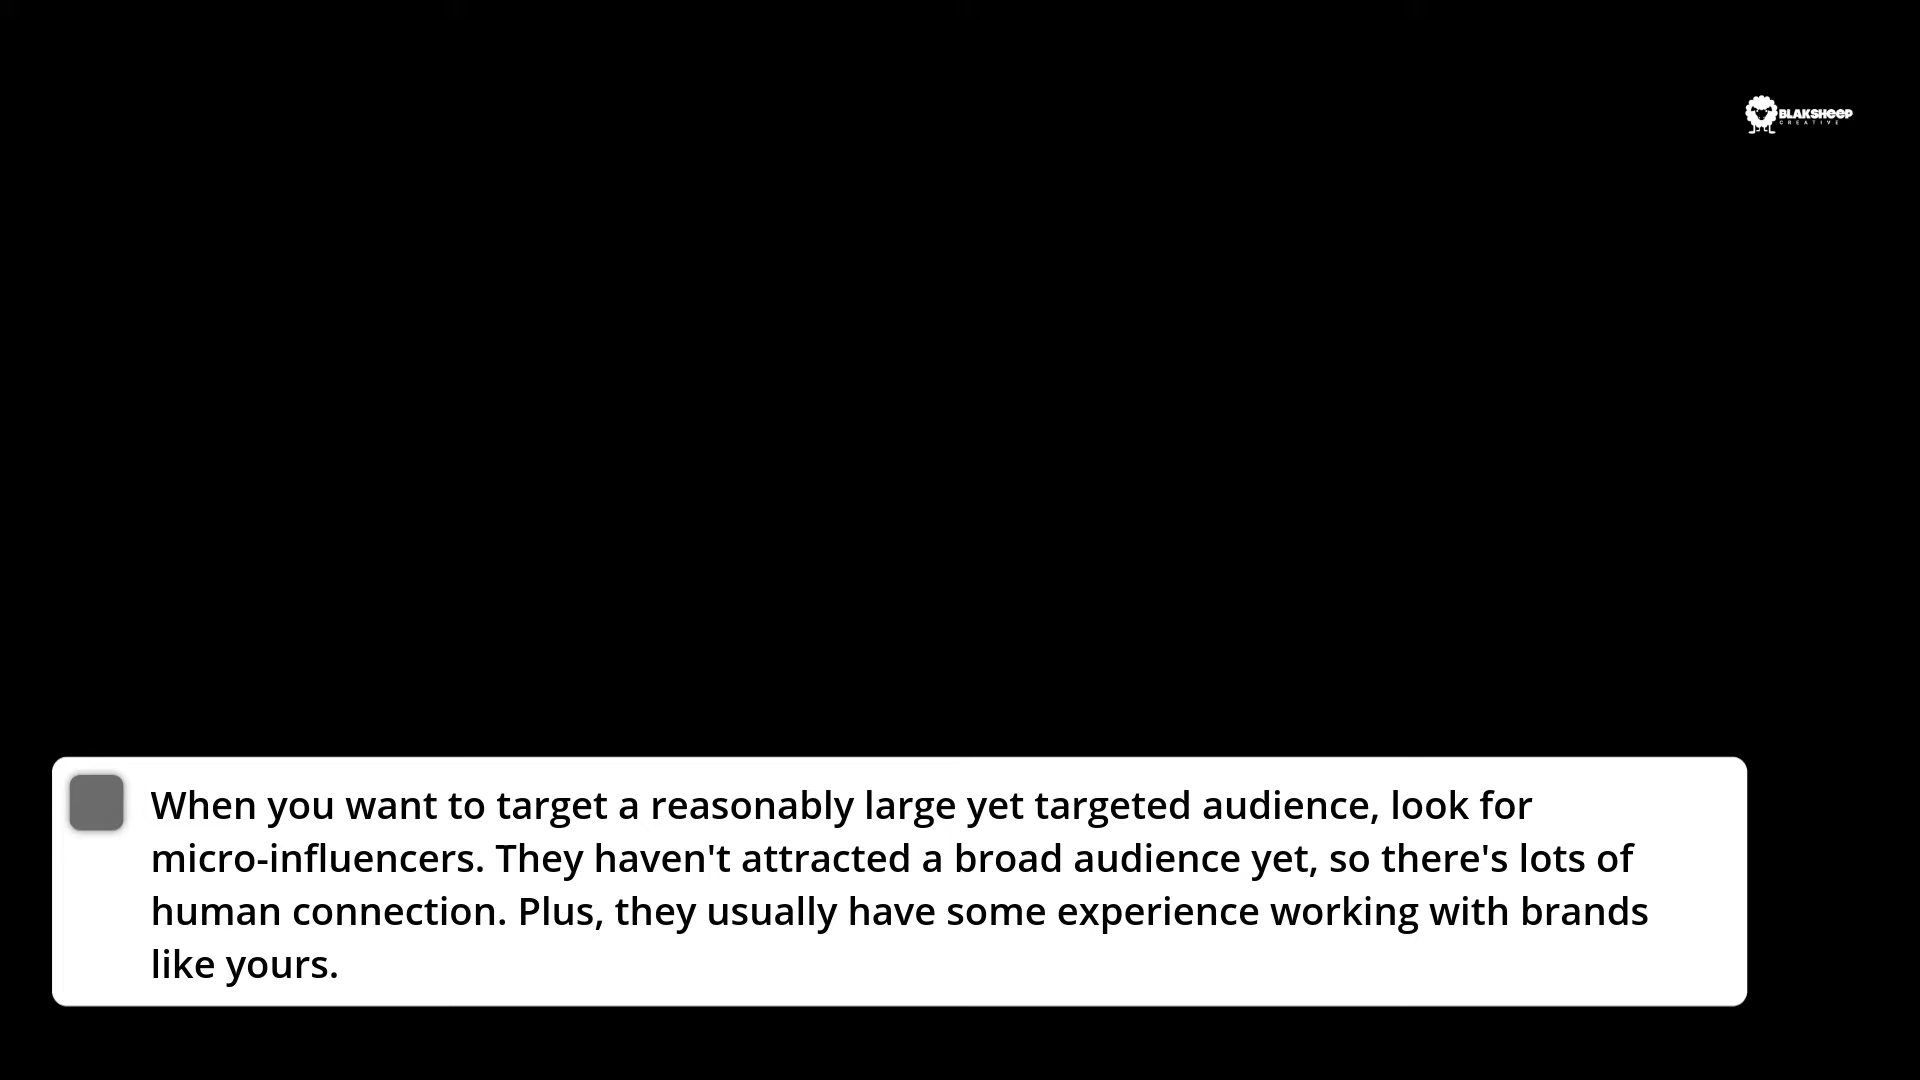 BLAKSHEEP
CREATIVE
When you want to target a reasonably large yet targeted audience, look for
micro-influencers. They haven't attracted a broad audience yet, so there's lots of
human connection. Plus, they usually have some experience working with brands
like yours.